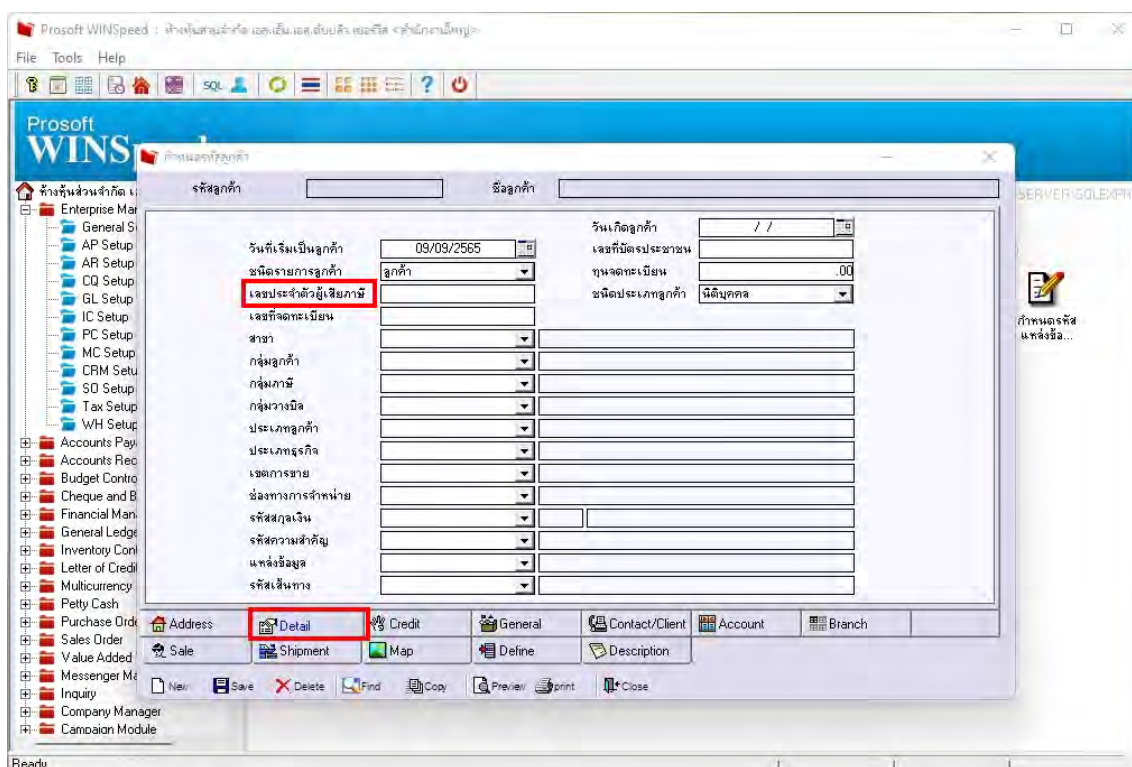 Prosoft WINSpeed : ห้างหุ้นส่วนจำกัด เอส.เอ็น.เอส.ดับบลิว เซอร์วิส <สำนักงานใหญ่>
File Tools Help
SQL
Prosoft
WINS
กำหนดรหัสลูกค้า
รหัสลูกค้า ชื่อลูกค้า
SERVER\SQLEXPR
ห้างหุ้นส่วนจำกัด เ
Enterprise Mar
General S
AP Setup
AR Setup
CQ Setup
GL Setup
IC Setup
PC Setup
MC Setup
CRM Setu
SO Setup
Tax Setup
WH Setup
Accounts Pay
Accounts Rec
Budget Contro
Cheque and B
Financial Man
General Ledge
Inventory Con
Letter of Credi
Multicurrency
Petty Cash
Purchase Orde
Sales Order
Value Added
Messenger Ma
Inquiry
Company Manager
Campaign Module
วันเกิดลูกค้า / /
วันที่เริ่มเป็นลูกค้า 09/09/2565 เลขที่บัตรประชาชน
ชนิดรายการลูกค้า ลูกค้า ทุนจดทะเบียน .00
เลขประจำตัวผู้เสียภาษี ชนิดประเภทลูกค้า นิติบุคคล
เลขที่จดทะเบียน
สาขา
กลุ่มลูกค้า
กลุ่มภาษี
กลุ่มวางบิล
ประเภทลูกค้า
ประเภทธุรกิจ
เขตการขาย
ช่องทางการจำหน่าย
รหัสสกุลเงิน
รหัสความสำคัญ
แหล่งข้อมูล
รหัสเส้นทาง
กำหนดรหัส
แหล่งข้อ...
Address Detail Credit General Contact/Client Account Branch
Sale Shipment Map Define Description
New Save Delete Find Copy Preview print Close
Ready